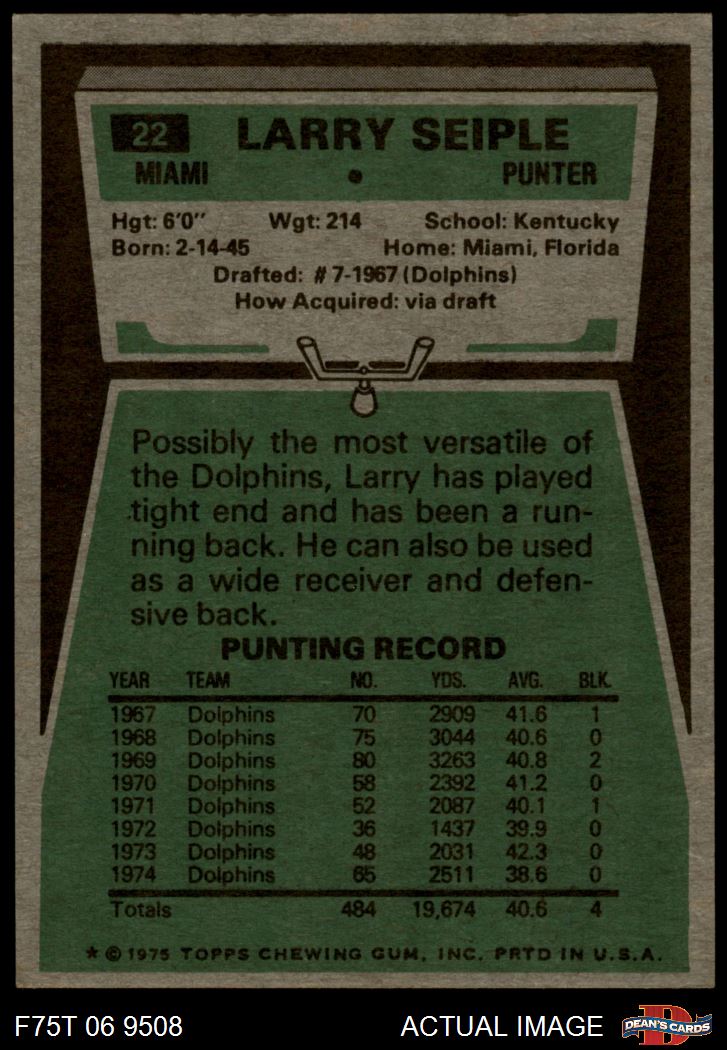 22 LARRY SEIPLE
MIAMI • PUNTER
Hgt: 6'0" Wgt: 214 School: Kentucky
Born: 2-14-45 Home: Miami, Florida
Drafted: #7-1967 (Dolphins)
How Acquired: via draft
Possibly the most versatile of
the Dolphins, Larry has played
tight end and has been a run-
ning back. He can also be used
as a wide receiver and defen-
sive back.
PUNTING RECORD
YEAR TEAM NO. YDS. AVG. BLK.
1967 Dolphins 70 2909 41.6 1
1968 Dolphins 75 3044 40.6 0
1969 Dolphins 80 3263 40.8 2
1970 Dolphins 58 2392 41.2 0
1971 Dolphins 52 2087 40.1 1
1972 Dolphins 36 1437 39.9 0
1973 Dolphins 48 2031 42.3 0
1974 Dolphins 65 2511 38.6 0
Totals 484 19,674 40.6 4
* © 1975 TOPPS CHEWING GUM, INC. PRTD IN U.S.A.
F75T 06 9508 ACTUAL IMAGE D DEAN'S CARDS